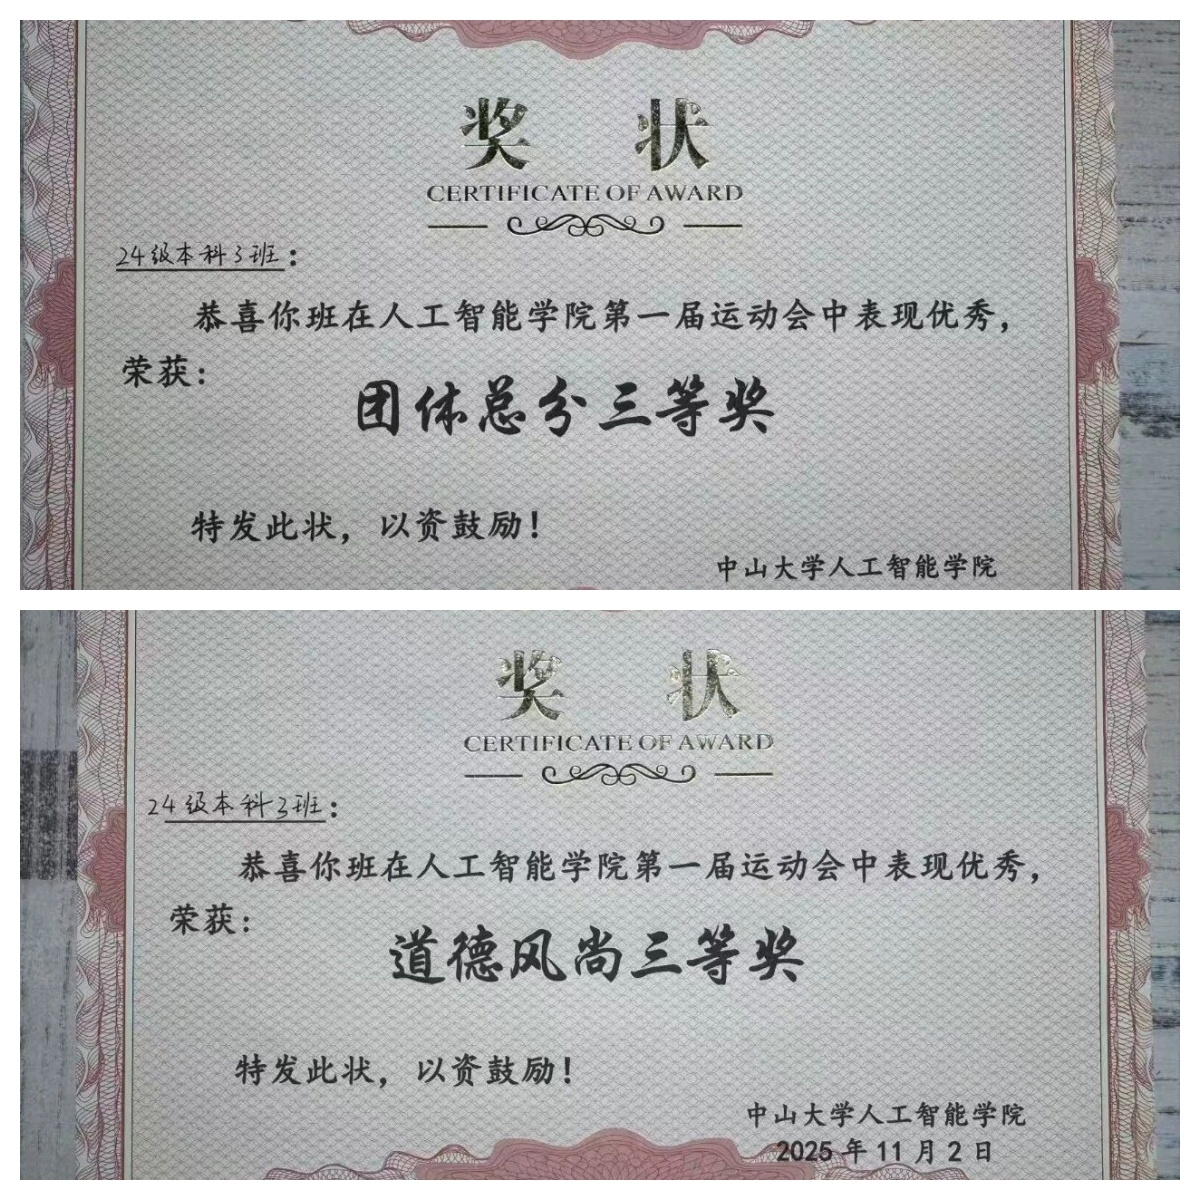 奖 状
CERTIFICATE OF AWARD
24级本科3班：
恭喜你班在人工智能学院第一届运动会中表现优秀，
荣获：
团体总分三等奖
特发此状，以资鼓励！
中山大学人工智能学院
奖 状
CERTIFICATE OF AWARD
24级本科3班：
恭喜你班在人工智能学院第一届运动会中表现优秀，
荣获：
道德风尚三等奖
特发此状，以资鼓励！
中山大学人工智能学院
2025年11月2日